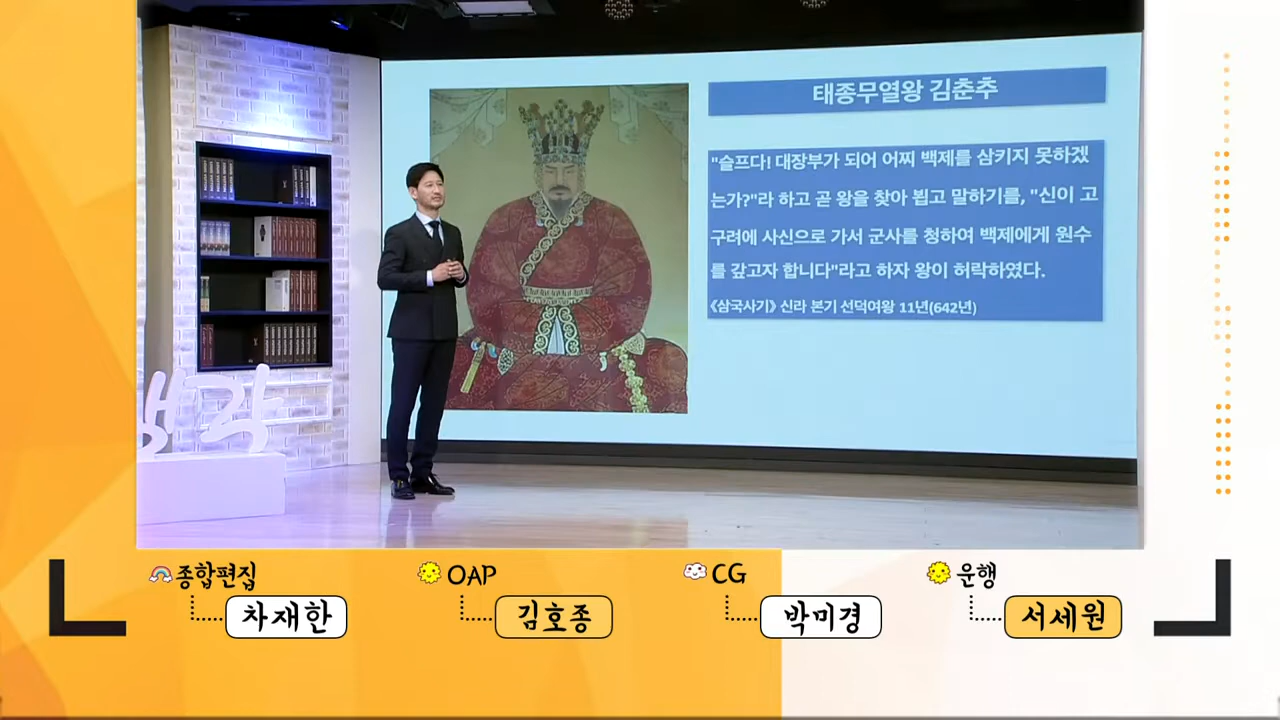 태종무열왕 김춘추
"슬프다! 대장부가 되어 어찌 백제를 삼키지 못하겠
는가?"라 하고 곧 왕을 찾아 뵙고 말하기를, "신이 고
구려에 사신으로 가서 군사를 청하여 백제에게 원수
를 갚고자 합니다"라고 하자 왕이 허락하였다.
《삼국사기》 신라 본기 선덕여왕 11년(642년)
생각
종합편집
차재한
OAP
김호종
CG
박미경
운행
서세원